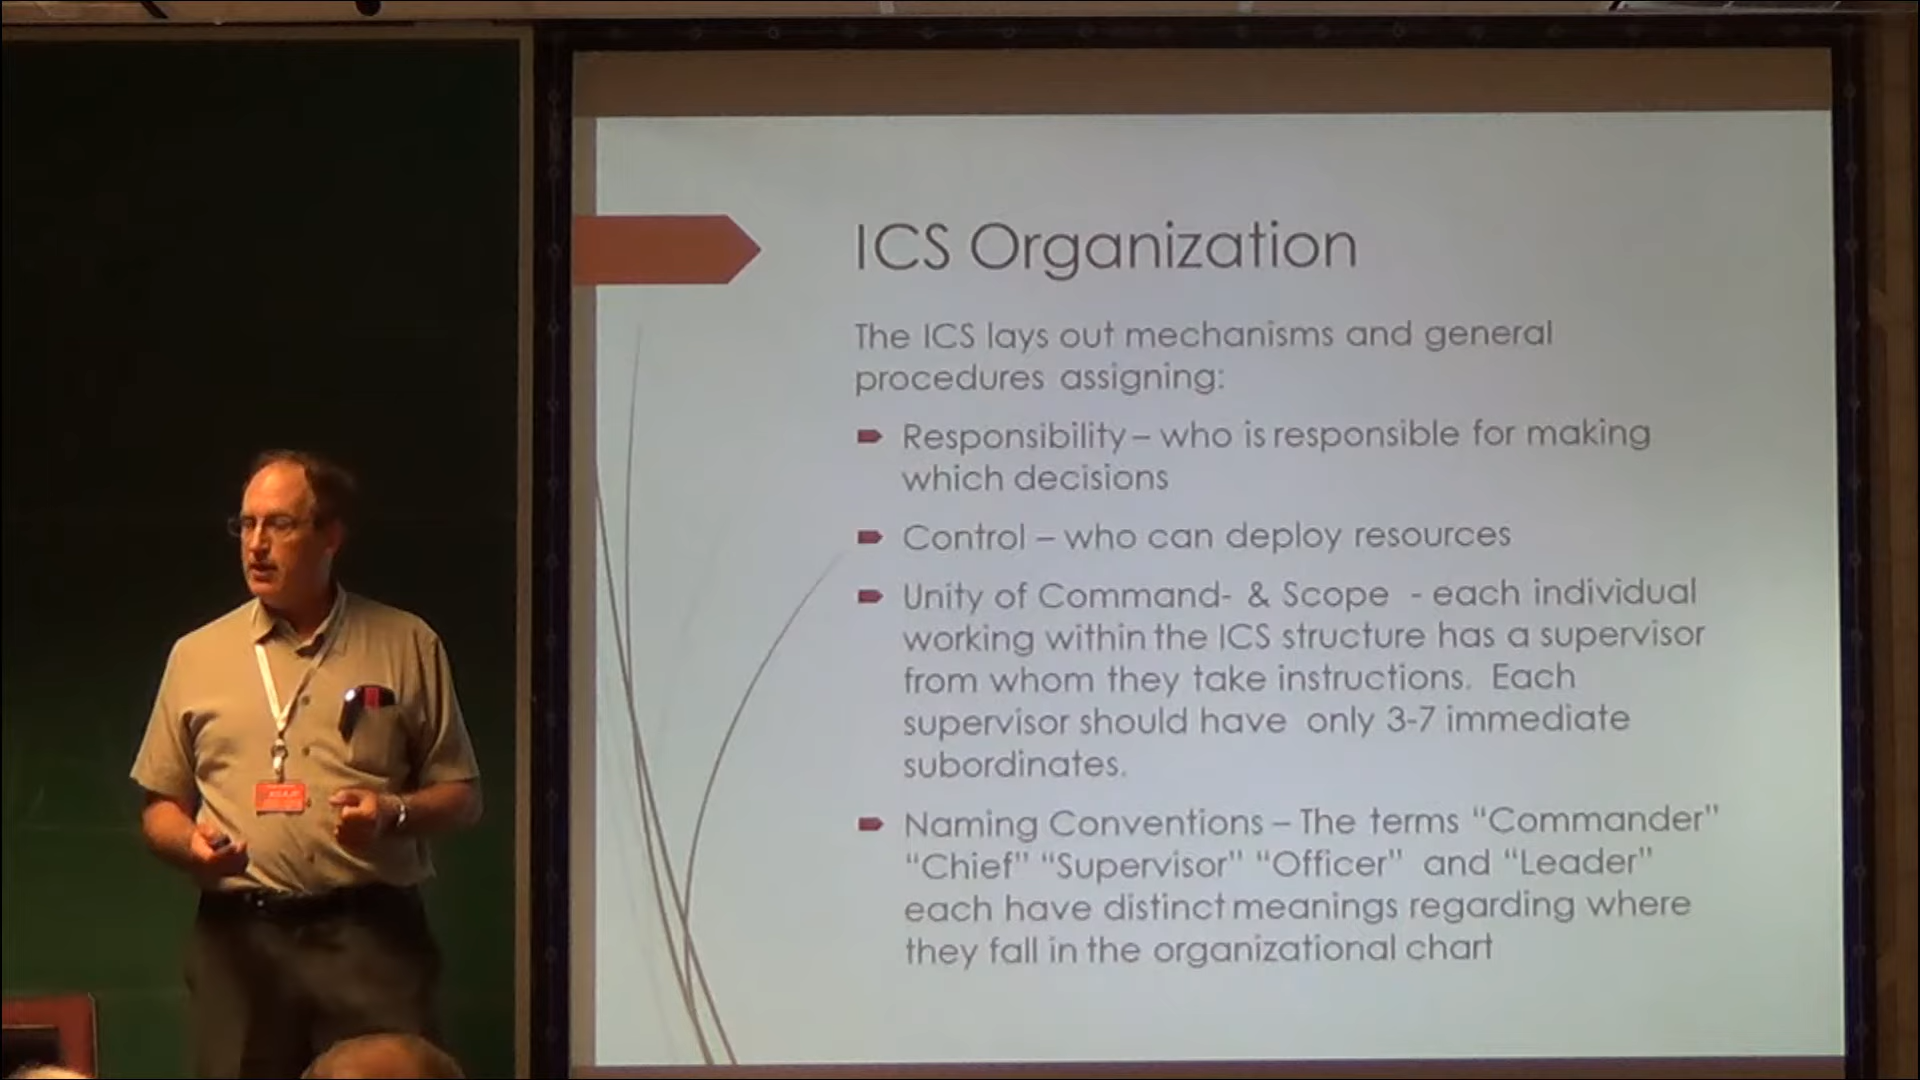 ICS Organization
The ICS lays out mechanisms and general
procedures assigning:
Responsibility – who is responsible for making
which decisions
Control – who can deploy resources
Unity of Command- & Scope - each individual
working within the ICS structure has a supervisor
from whom they take instructions. Each
supervisor should have only 3-7 immediate
subordinates.
Naming Conventions – The terms “Commander”
“Chief” “Supervisor” “Officer” and “Leader”
each have distinct meanings regarding where
they fall in the organizational chart